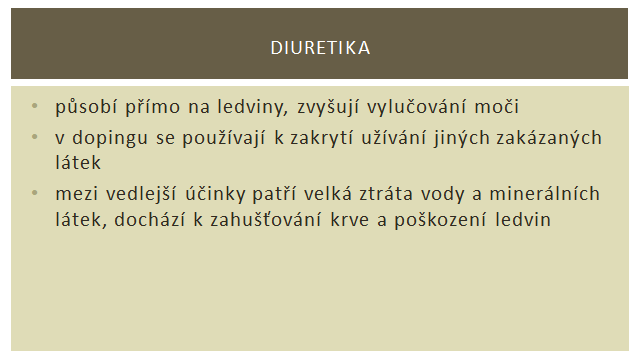 DIURETIKA
• působí přímo na ledviny, zvyšují vylučování moči
• v dopingu se používají k zakrytí užívání jiných zakázaných
látek
• mezi vedlejší účinky patří velká ztráta vody a minerálních
látek, dochází k zahušťování krve a poškození ledvin